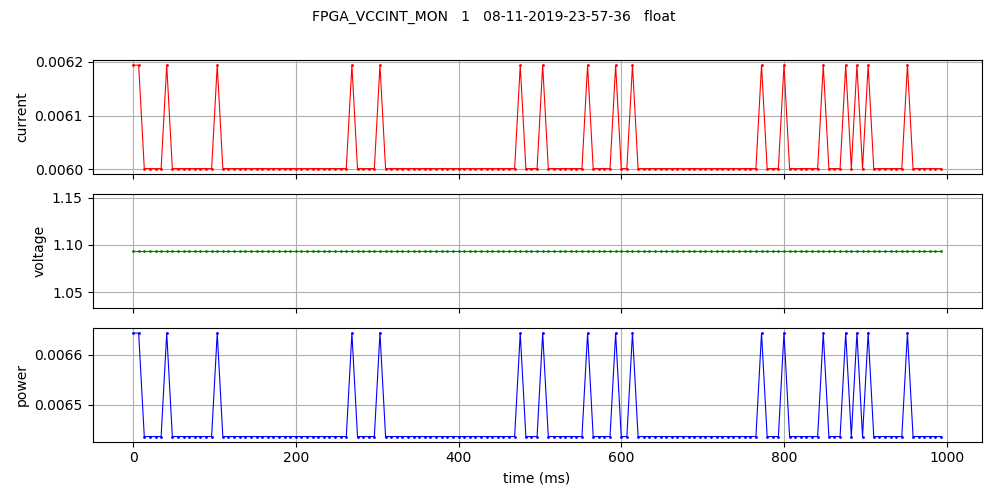 FPGA_VCCINT_MON   1   08-11-2019-23-57-36   float
0.0062
0.0061
0.0060
current
1.15
1.10
1.05
voltage
0.0066
0.0065
power
0 200 400 600 800 1000
time (ms)